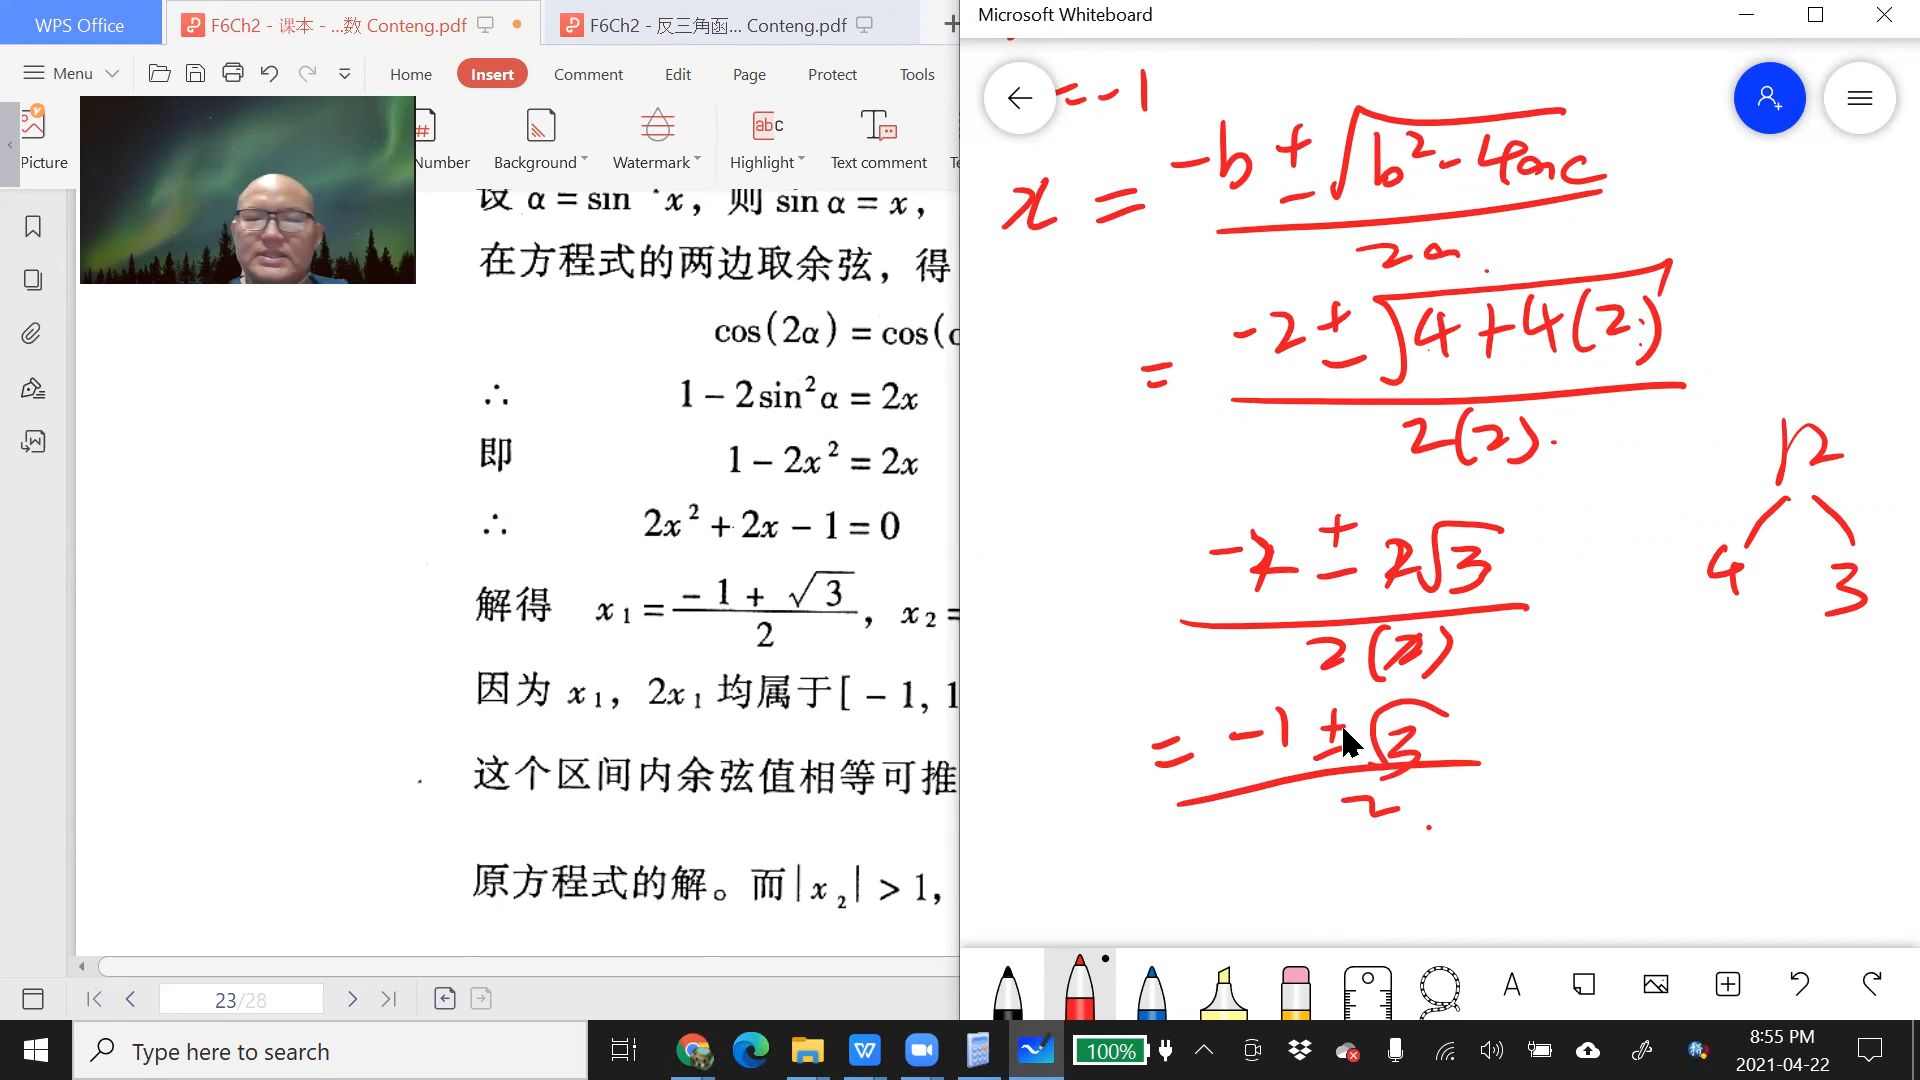 WPS Office
F6Ch2 - 课本 - ...数 Conteng.pdf
F6Ch2 - 反三角函... Conteng.pdf
Microsoft Whiteboard
Menu
Home
Insert
Comment
Edit
Page
Protect
Tools
Picture
Number
Background
Watermark
Highlight
Text comment
设 α = sin⁻¹x，则 sin α = x，
在方程式的两边取余弦，得
cos(2α) = cos(
∴ 1 - 2sin²α = 2x
即 1 - 2x² = 2x
∴ 2x² + 2x - 1 = 0
解得 x₁ = (-1 + √3)/2，x₂ =
因为 x₁，2x₁ 均属于[-1, 1
这个区间内余弦值相等可推
原方程式的解。而|x₂| > 1,
23/28
= -1
x = (-b ± √(b² - 4ac))/2a
= (-2 ± √(4 + 4(2)))/2(2)
12
4 3
(-2 ± 2√3)/2(2)
= (-1 ± √3)/2
Type here to search
100%
8:55 PM
2021-04-22